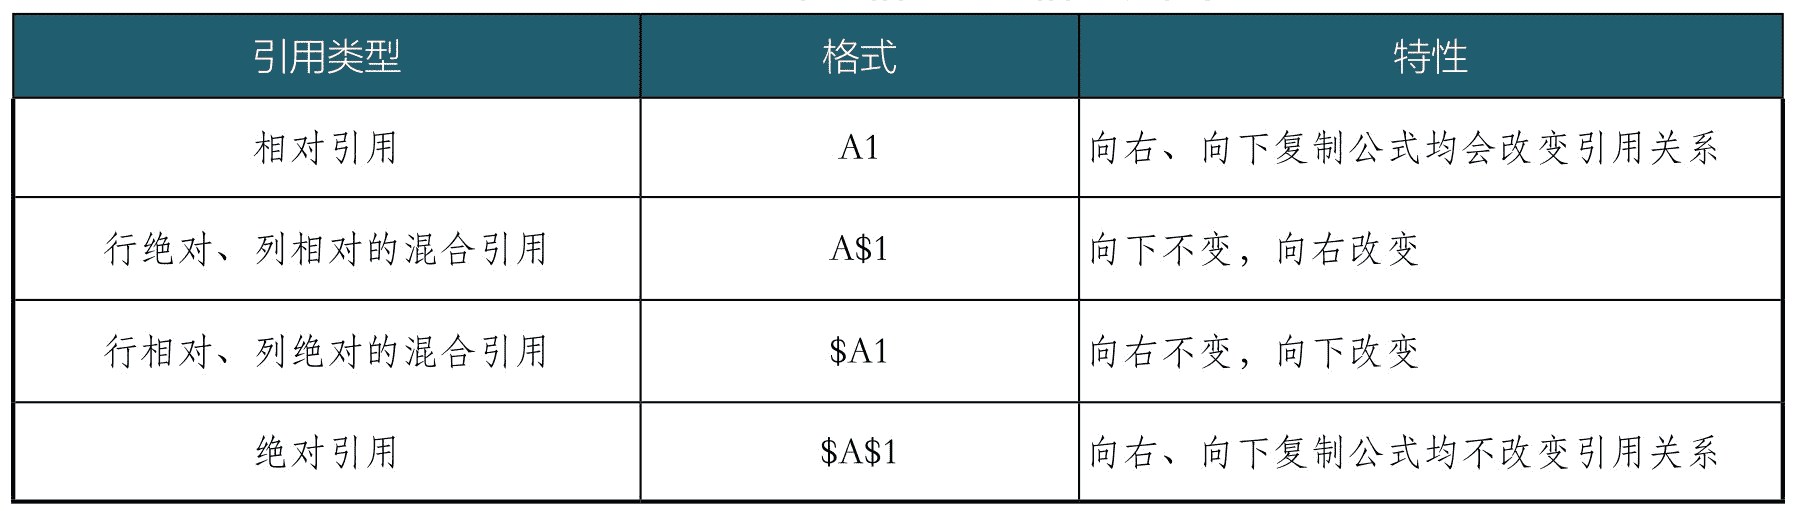 引用类型 格式 特性
相对引用 A1 向右、向下复制公式均会改变引用关系
行绝对、列相对的混合引用 A$1 向下不变，向右改变
行相对、列绝对的混合引用 $A1 向右不变，向下改变
绝对引用 $A$1 向右、向下复制公式均不改变引用关系